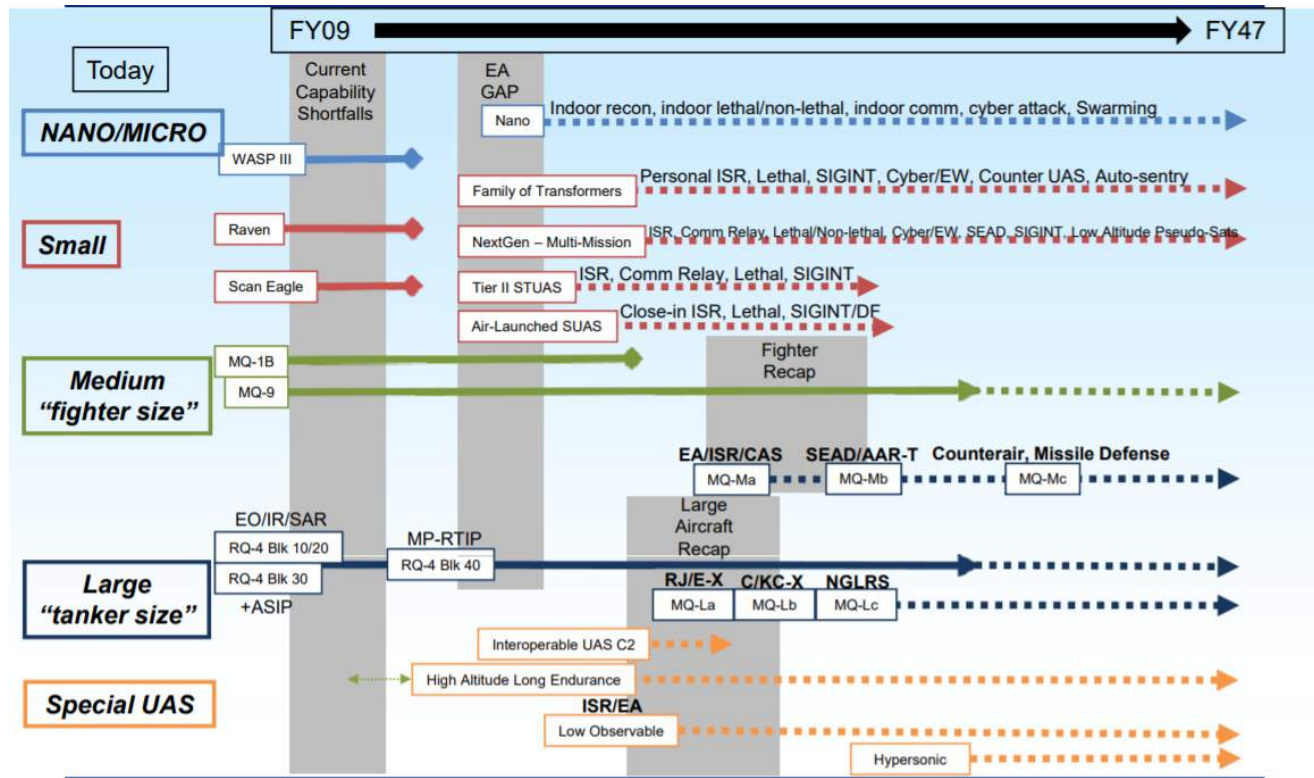 FY09
FY47
Today
Current
Capability
Shortfalls
EA
GAP
NANO/MICRO
Nano
Indoor recon, indoor lethal/non-lethal, indoor comm, cyber attack, Swarming
WASP III
Family of Transformers
Personal ISR, Lethal, SIGINT, Cyber/EW, Counter UAS, Auto-sentry
Small
Raven
NextGen – Multi-Mission
ISR, Comm Relay, Lethal/Non-lethal, Cyber/EW, SEAD, SIGINT, Low Altitude Pseudo-Sats
Scan Eagle
Tier II STUAS
ISR, Comm Relay, Lethal, SIGINT
Air-Launched SUAS
Close-in ISR, Lethal, SIGINT/DF
Medium
“fighter size”
MQ-1B
MQ-9
Fighter
Recap
EA/ISR/CAS
SEAD/AAR-T
Counterair, Missile Defense
MQ-Ma
MQ-Mb
MQ-Mc
Large
Aircraft
Recap
Large
“tanker size”
EO/IR/SAR
RQ-4 Blk 10/20
RQ-4 Blk 30
+ASIP
MP-RTIP
RQ-4 Blk 40
RJ/E-X
C/KC-X
NGLRS
MQ-La
MQ-Lb
MQ-Lc
Special UAS
Interoperable UAS C2
High Altitude Long Endurance
ISR/EA
Low Observable
Hypersonic